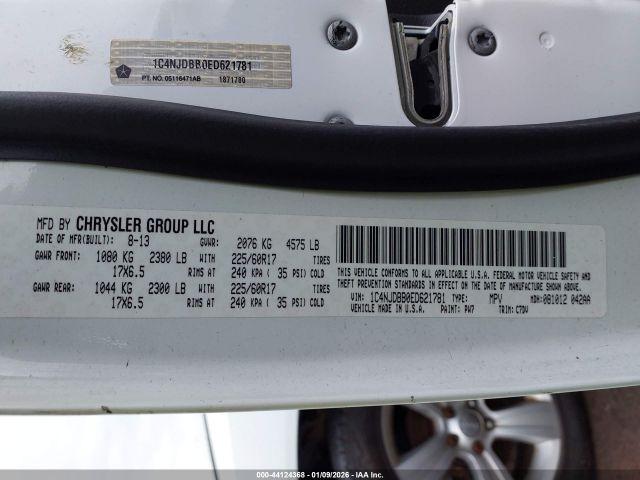 1C4NJDBB0ED621781
PT. NO. 05116471AB 1871780
MFD BY CHRYSLER GROUP LLC
DATE OF MFR(BUILT): 8-13 GVWR: 2076 KG 4575 LB
GAWR FRONT: 1080 KG 2380 LB WITH 225/60R17 TIRES
17X6.5 RIMS AT 240 KPA ( 35 PSI) COLD
GAWR REAR: 1044 KG 2300 LB WITH 225/60R17 TIRES
17X6.5 RIMS AT 240 KPA ( 35 PSI) COLD
THIS VEHICLE CONFORMS TO ALL APPLICABLE U.S.A. FEDERAL MOTOR VEHICLE SAFETY, BUMPER, AND
THEFT PREVENTION STANDARDS IN EFFECT ON THE DATE OF MANUFACTURE SHOWN ABOVE.
VIN: 1C4NJDBB0ED621781 TYPE: MPV MDH: 081012 042AA
VEHICLE MADE IN U.S.A. PAINT: PW7 TRIM: C7DV
000-44124368 - 01/09/2026 - IAA Inc.